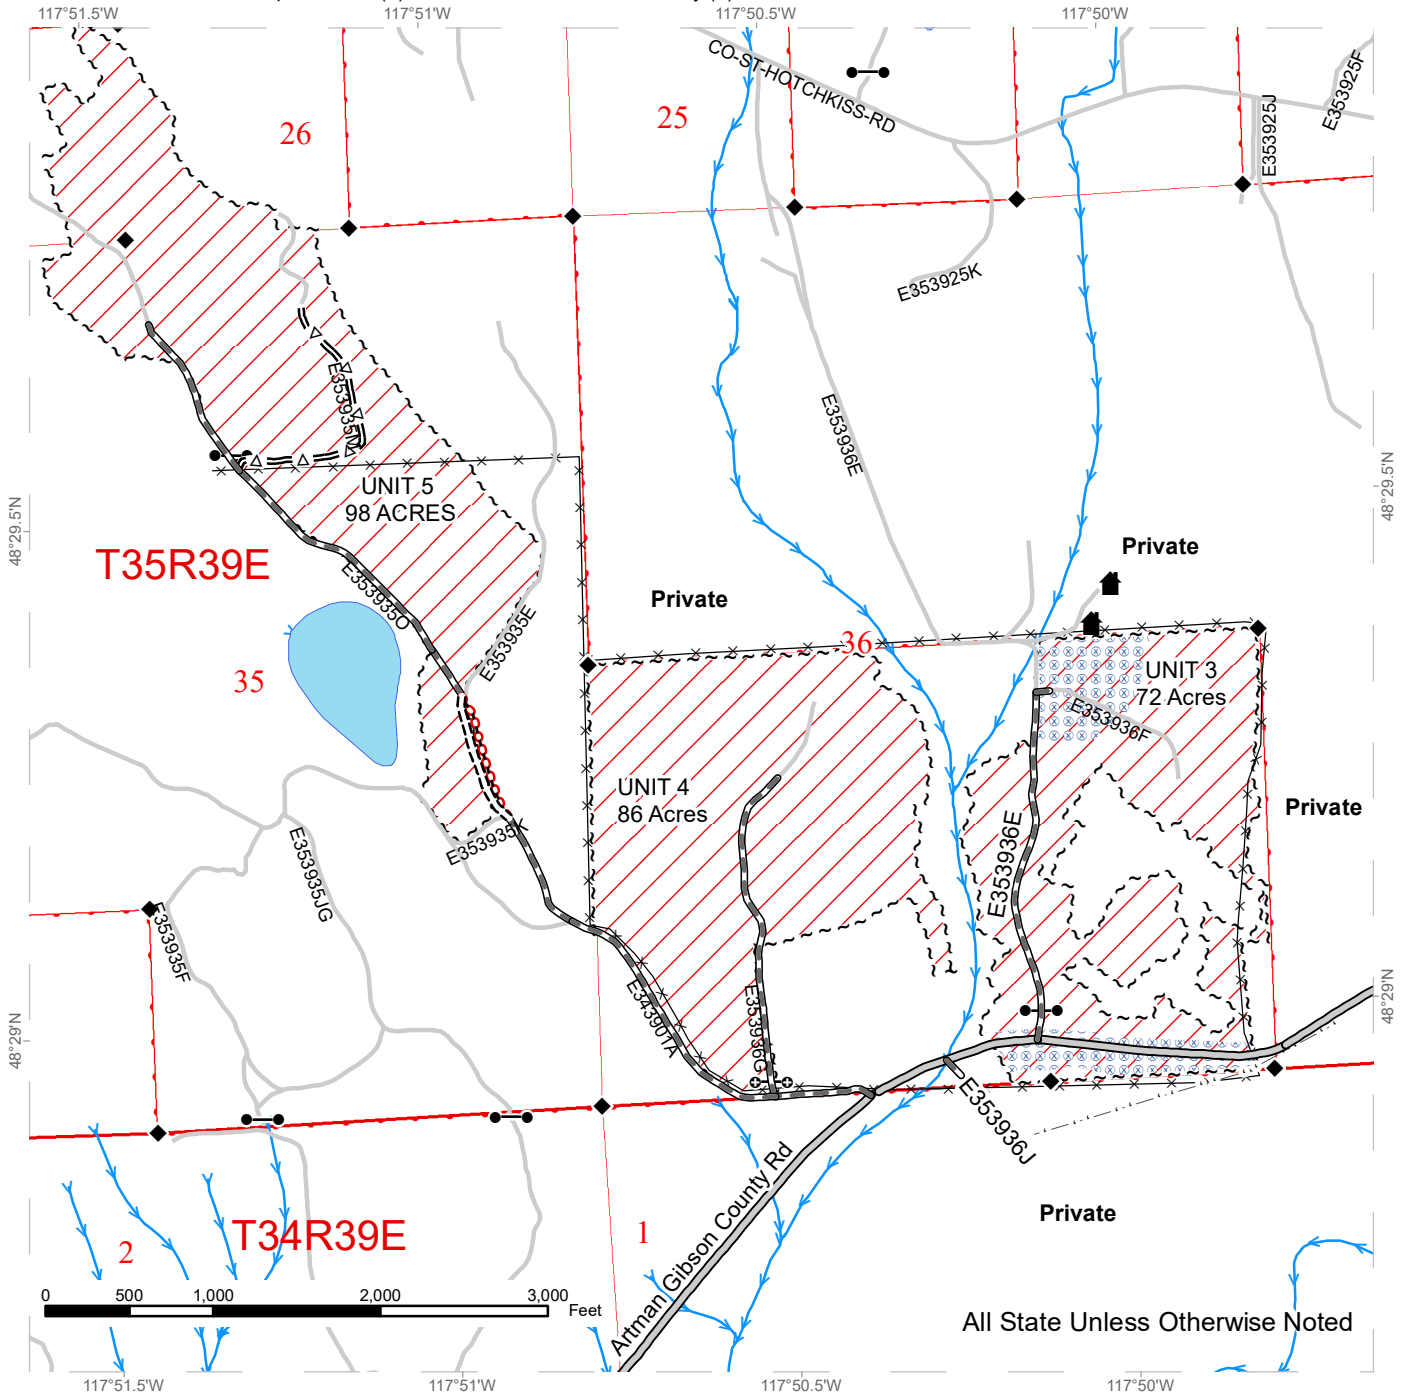 117°51.5'W
117°51'W
117°50.5'W
117°50'W
CO-ST-HOTCHKISS-RD
E353925F
E353925J
26
25
E353925K
E353935M
E353936E
UNIT 5
98 ACRES
48°29.5'N
48°29.5'N
T35R39E
E353935O
Private
Private
E353935E
36
35
UNIT 3
72 Acres
E353936F
UNIT 4
86 Acres
Private
E353935K
E353935JG
E353936E
E353935F
E343901A
E353936G
48°29'N
48°29'N
E353936J
Artman Gibson County Rd
Private
T34R39E
2
1
0 500 1,000 2,000 3,000
Feet
All State Unless Otherwise Noted
117°51.5'W
117°51'W
117°50.5'W
117°50'W